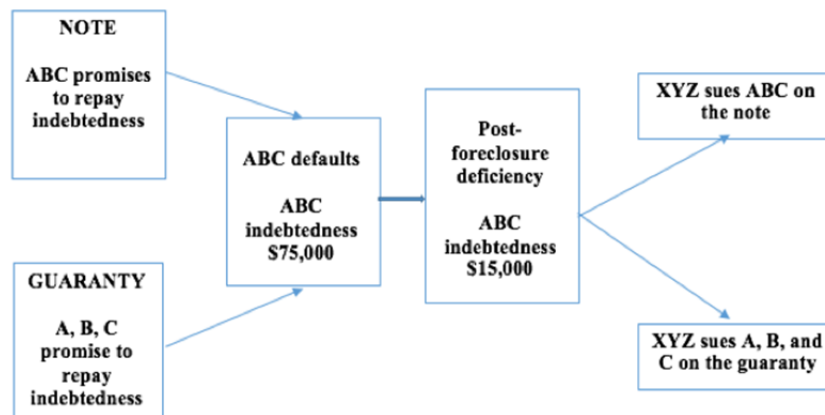 NOTE
ABC promises
to repay
indebtedness
GUARANTY
A, B, C
promise to
repay
indebtedness
ABC defaults
ABC
indebtedness
$75,000
Post-
foreclosure
deficiency
ABC
indebtedness
$15,000
XYZ sues ABC on
the note
XYZ sues A, B, and
C on the guaranty